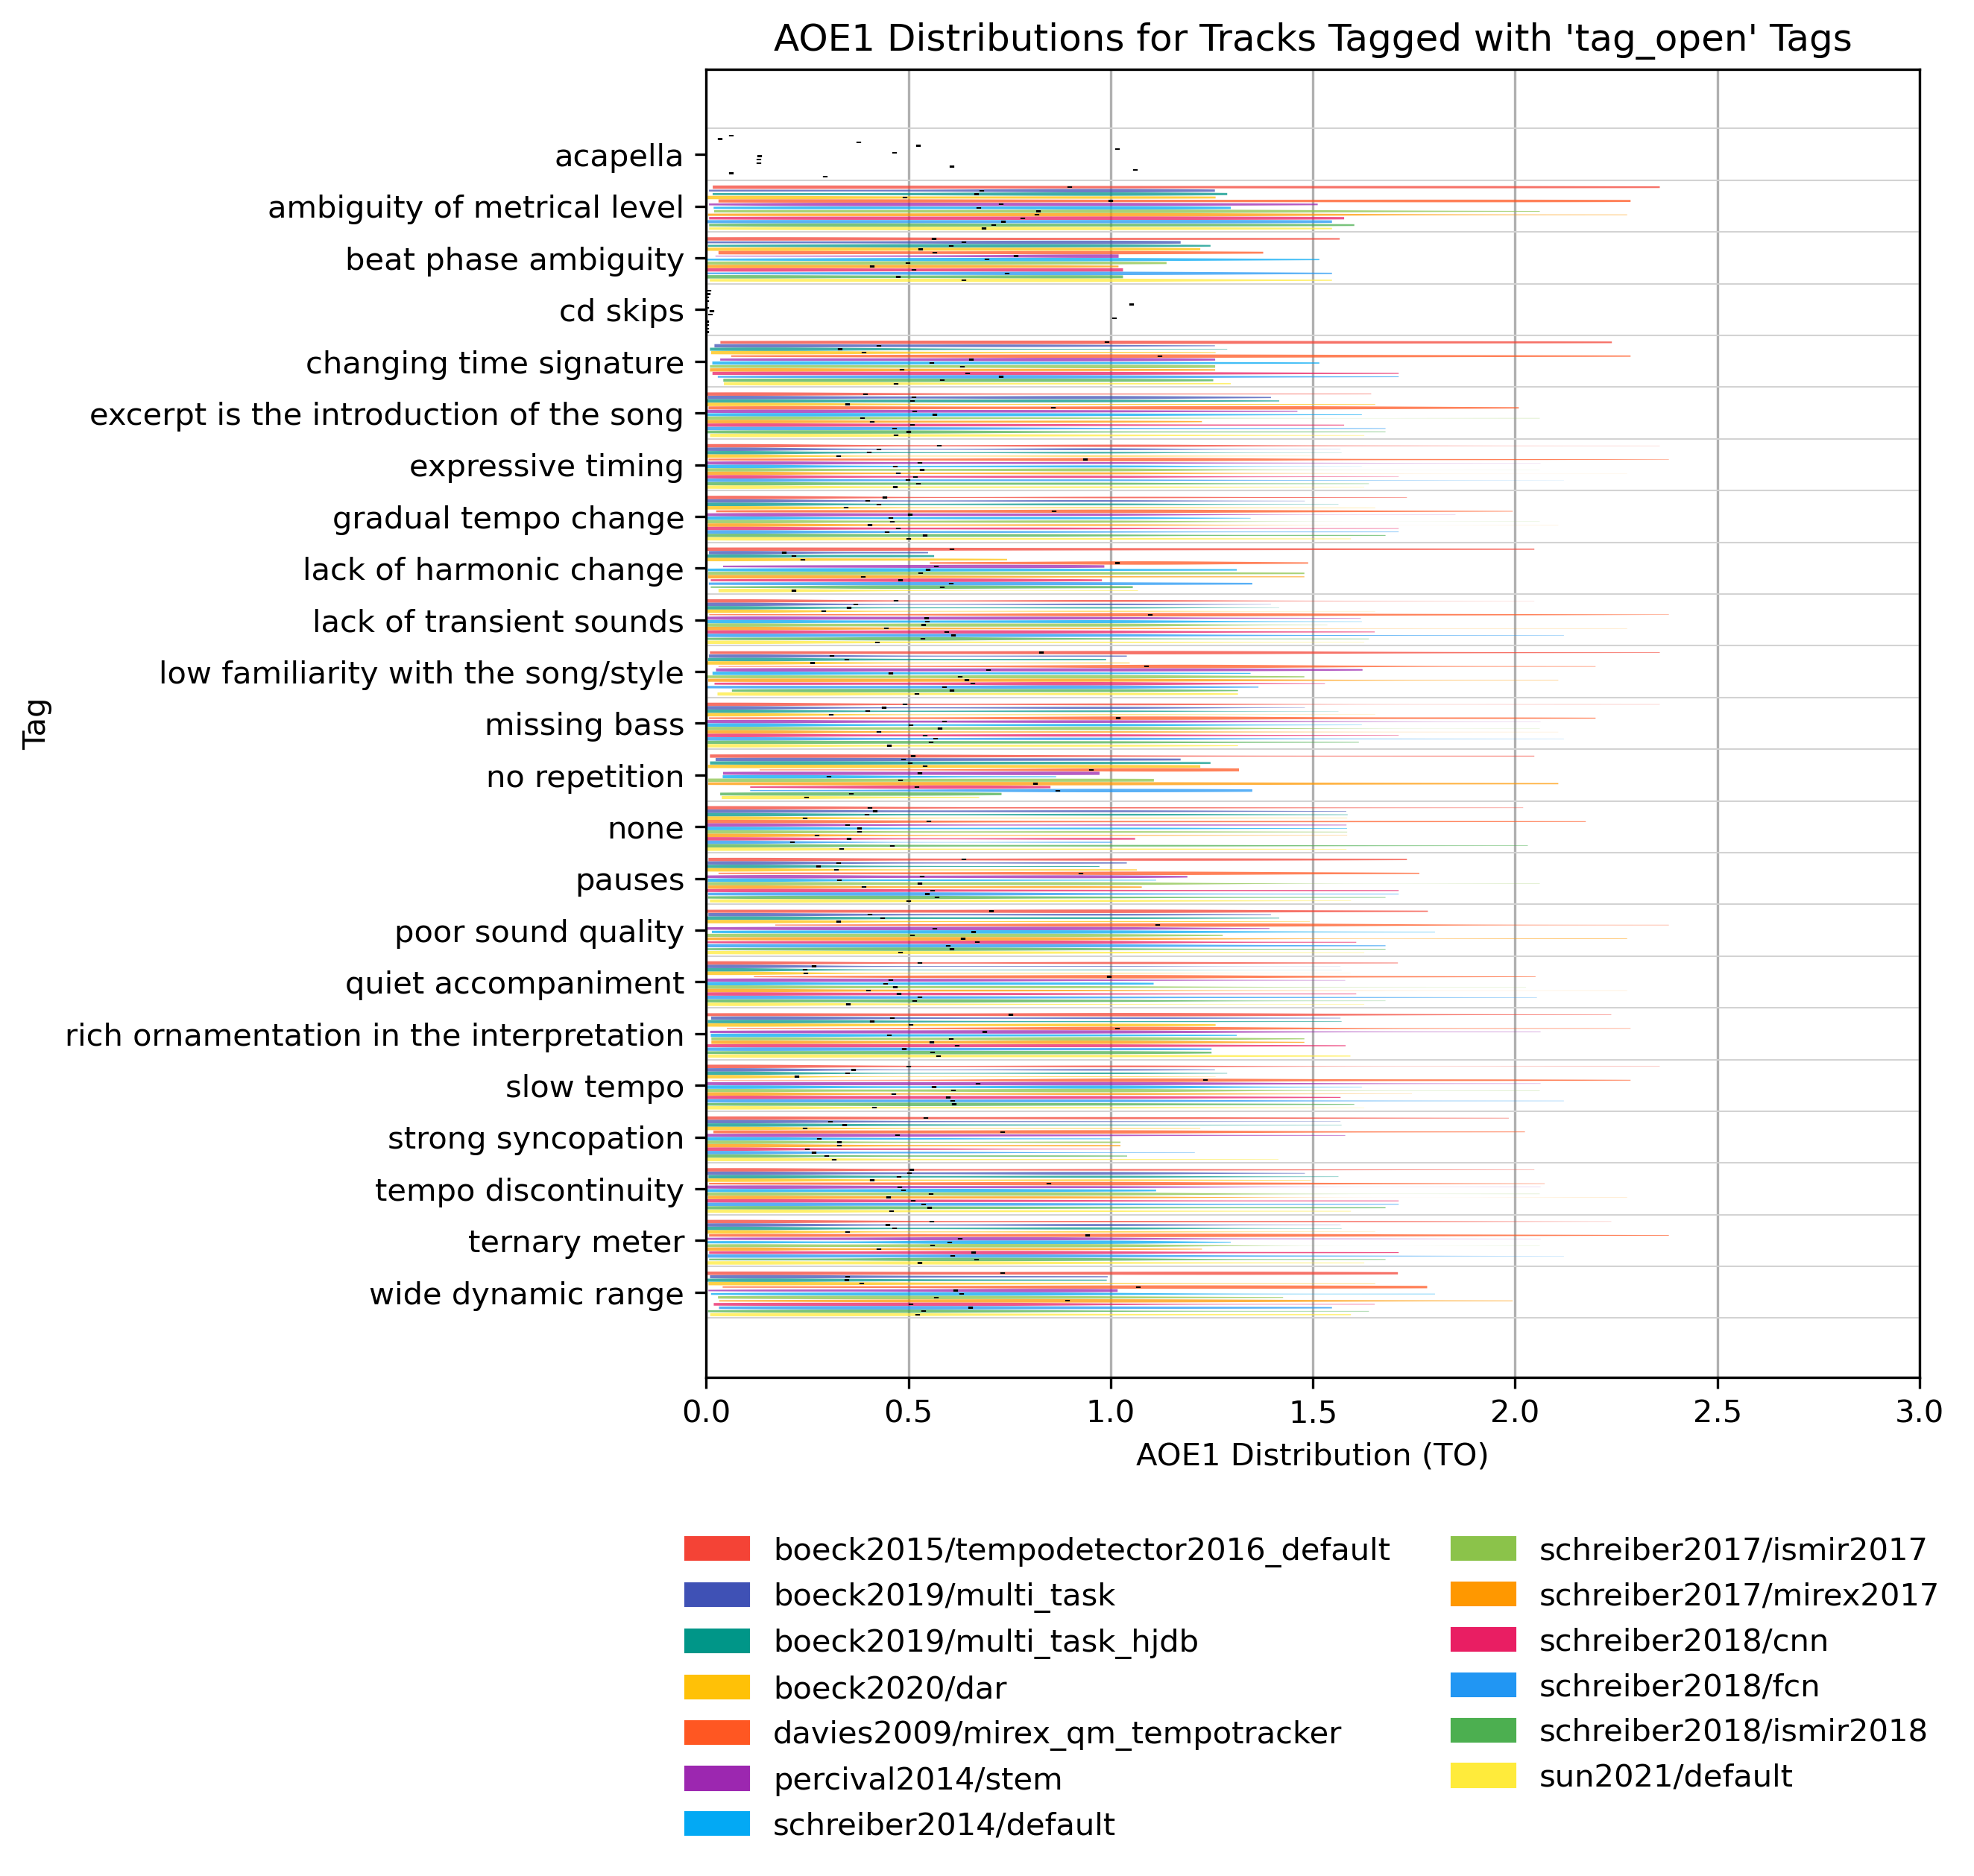 AOE1 Distributions for Tracks Tagged with 'tag_open' Tags
acapella
ambiguity of metrical level
beat phase ambiguity
cd skips
changing time signature
excerpt is the introduction of the song
expressive timing
gradual tempo change
lack of harmonic change
lack of transient sounds
low familiarity with the song/style
missing bass
no repetition
none
pauses
poor sound quality
quiet accompaniment
rich ornamentation in the interpretation
slow tempo
strong syncopation
tempo discontinuity
ternary meter
wide dynamic range
Tag
0.0 0.5 1.0 1.5 2.0 2.5 3.0
AOE1 Distribution (TO)
boeck2015/tempodetector2016_default
boeck2019/multi_task
boeck2019/multi_task_hjdb
boeck2020/dar
davies2009/mirex_qm_tempotracker
percival2014/stem
schreiber2014/default
schreiber2017/ismir2017
schreiber2017/mirex2017
schreiber2018/cnn
schreiber2018/fcn
schreiber2018/ismir2018
sun2021/default